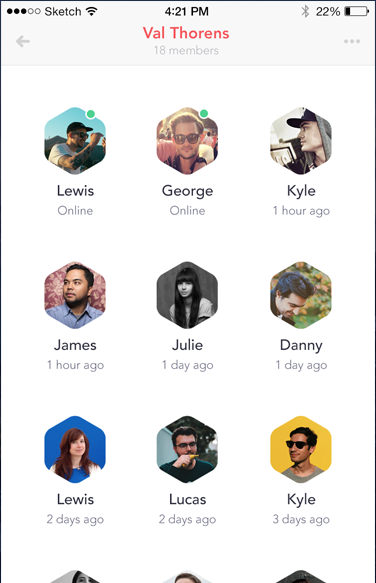 Sketch 4:21 PM 22%
Val Thorens
18 members
Lewis George Kyle
Online Online 1 hour ago
James Julie Danny
1 hour ago 1 day ago 1 day ago
Lewis Lucas Kyle
2 days ago 2 days ago 3 days ago